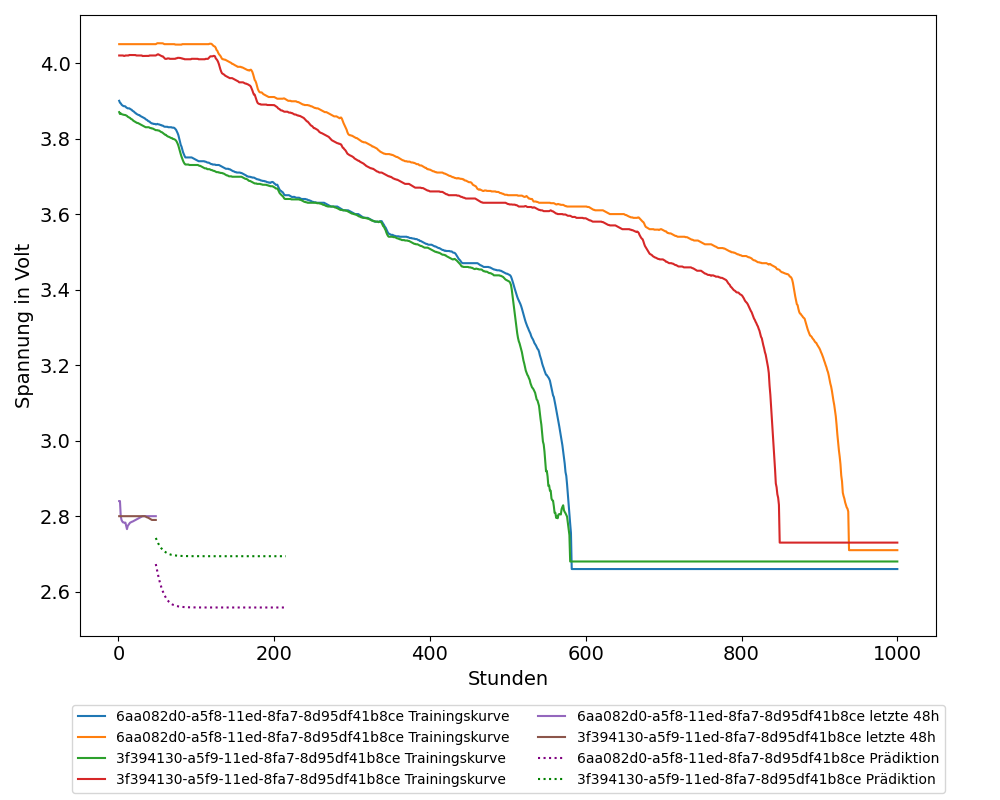 4.0
3.8
3.6
3.4
3.2
3.0
2.8
2.6
Spannung in Volt
0 200 400 600 800 1000
Stunden
6aa082d0-a5f8-11ed-8fa7-8d95df41b8ce Trainingskurve
6aa082d0-a5f8-11ed-8fa7-8d95df41b8ce Trainingskurve
3f394130-a5f9-11ed-8fa7-8d95df41b8ce Trainingskurve
3f394130-a5f9-11ed-8fa7-8d95df41b8ce Trainingskurve
6aa082d0-a5f8-11ed-8fa7-8d95df41b8ce letzte 48h
3f394130-a5f9-11ed-8fa7-8d95df41b8ce letzte 48h
6aa082d0-a5f8-11ed-8fa7-8d95df41b8ce Prädiktion
3f394130-a5f9-11ed-8fa7-8d95df41b8ce Prädiktion